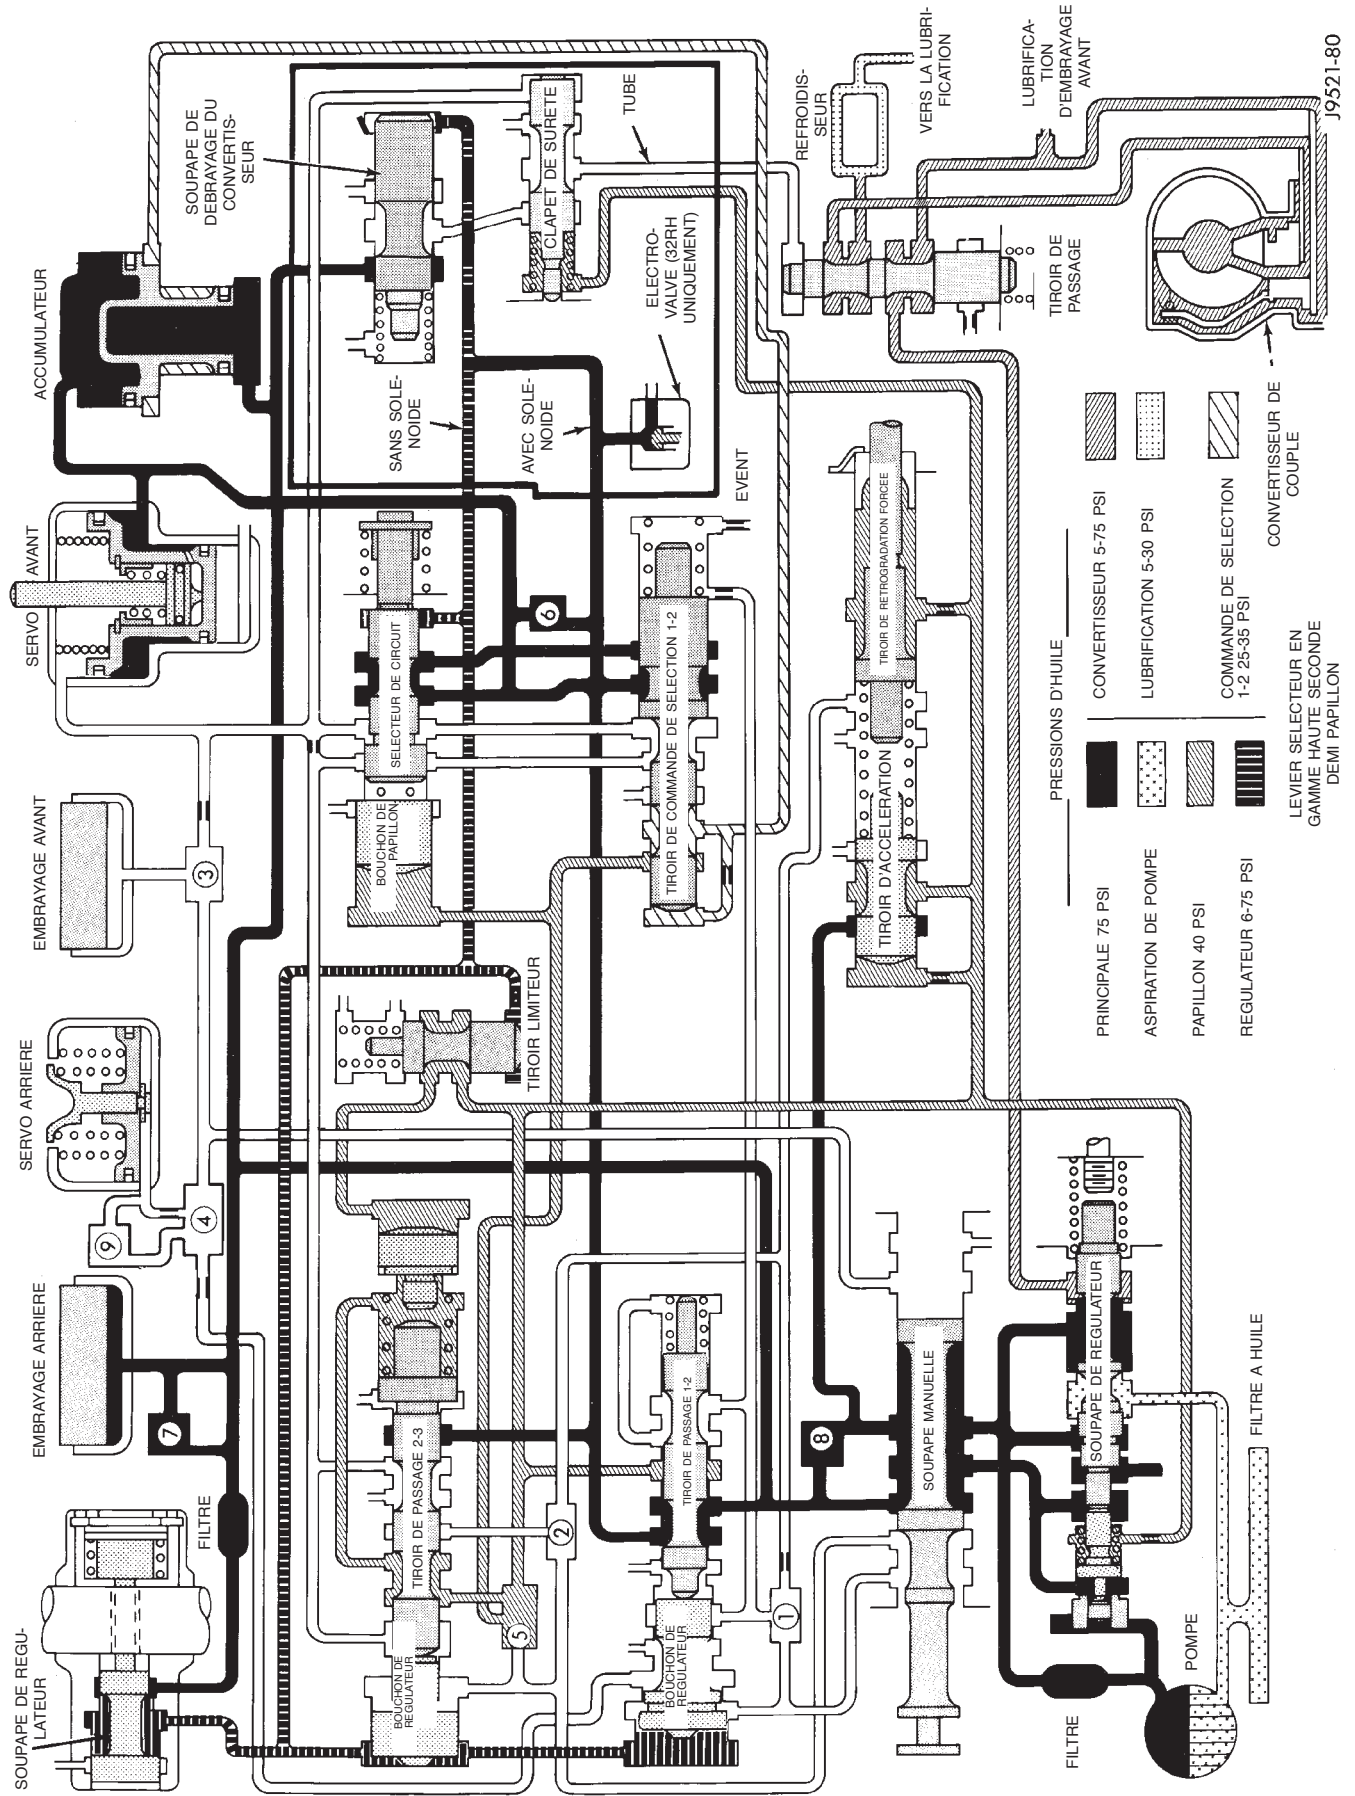 SOUPAPE DE REGU-
LATEUR
EMBRAYAGE ARRIERE
SERVO ARRIERE
EMBRAYAGE AVANT
SERVO AVANT
ACCUMULATEUR
SOUPAPE DE
DEBRAYAGE DU
CONVERTIS-
SEUR
FILTRE
7
9
4
3
BOUCHON DE
REGULATEUR
TIROIR DE PASSAGE 2-3
TIROIR LIMITEUR
BOUCHON DE
PAPILLON
SELECTEUR DE CIRCUIT
SANS SOLE-
NOIDE
AVEC SOLE-
NOIDE
CLAPET DE SURETE
TUBE
ELECTRO-
VALVE (32RH
UNIQUEMENT)
EVENT
5
2
6
BOUCHON DE
REGULATEUR
TIROIR DE PASSAGE 1-2
TIROIR DE COMMANDE DE SELECTION 1-2
1
8
TIROIR D'ACCELERATION
TIROIR DE RETROGRADATION FORCEE
REFROIDIS-
SEUR
VERS LA LUBRI-
FICATION
LUBRIFICA-
TION
D'EMBRAYAGE
AVANT
TIROIR DE
PASSAGE
SOUPAPE MANUELLE
SOUPAPE DE REGULATEUR
FILTRE
POMPE
FILTRE A HUILE
PRESSIONS D'HUILE
PRINCIPALE 75 PSI
ASPIRATION DE POMPE
PAPILLON 40 PSI
REGULATEUR 6-75 PSI
CONVERTISSEUR 5-75 PSI
LUBRIFICATION 5-30 PSI
COMMANDE DE SELECTION
1-2 25-35 PSI
LEVIER SELECTEUR EN
GAMME HAUTE SECONDE
DEMI PAPILLON
CONVERTISSEUR DE
COUPLE
J9521-80